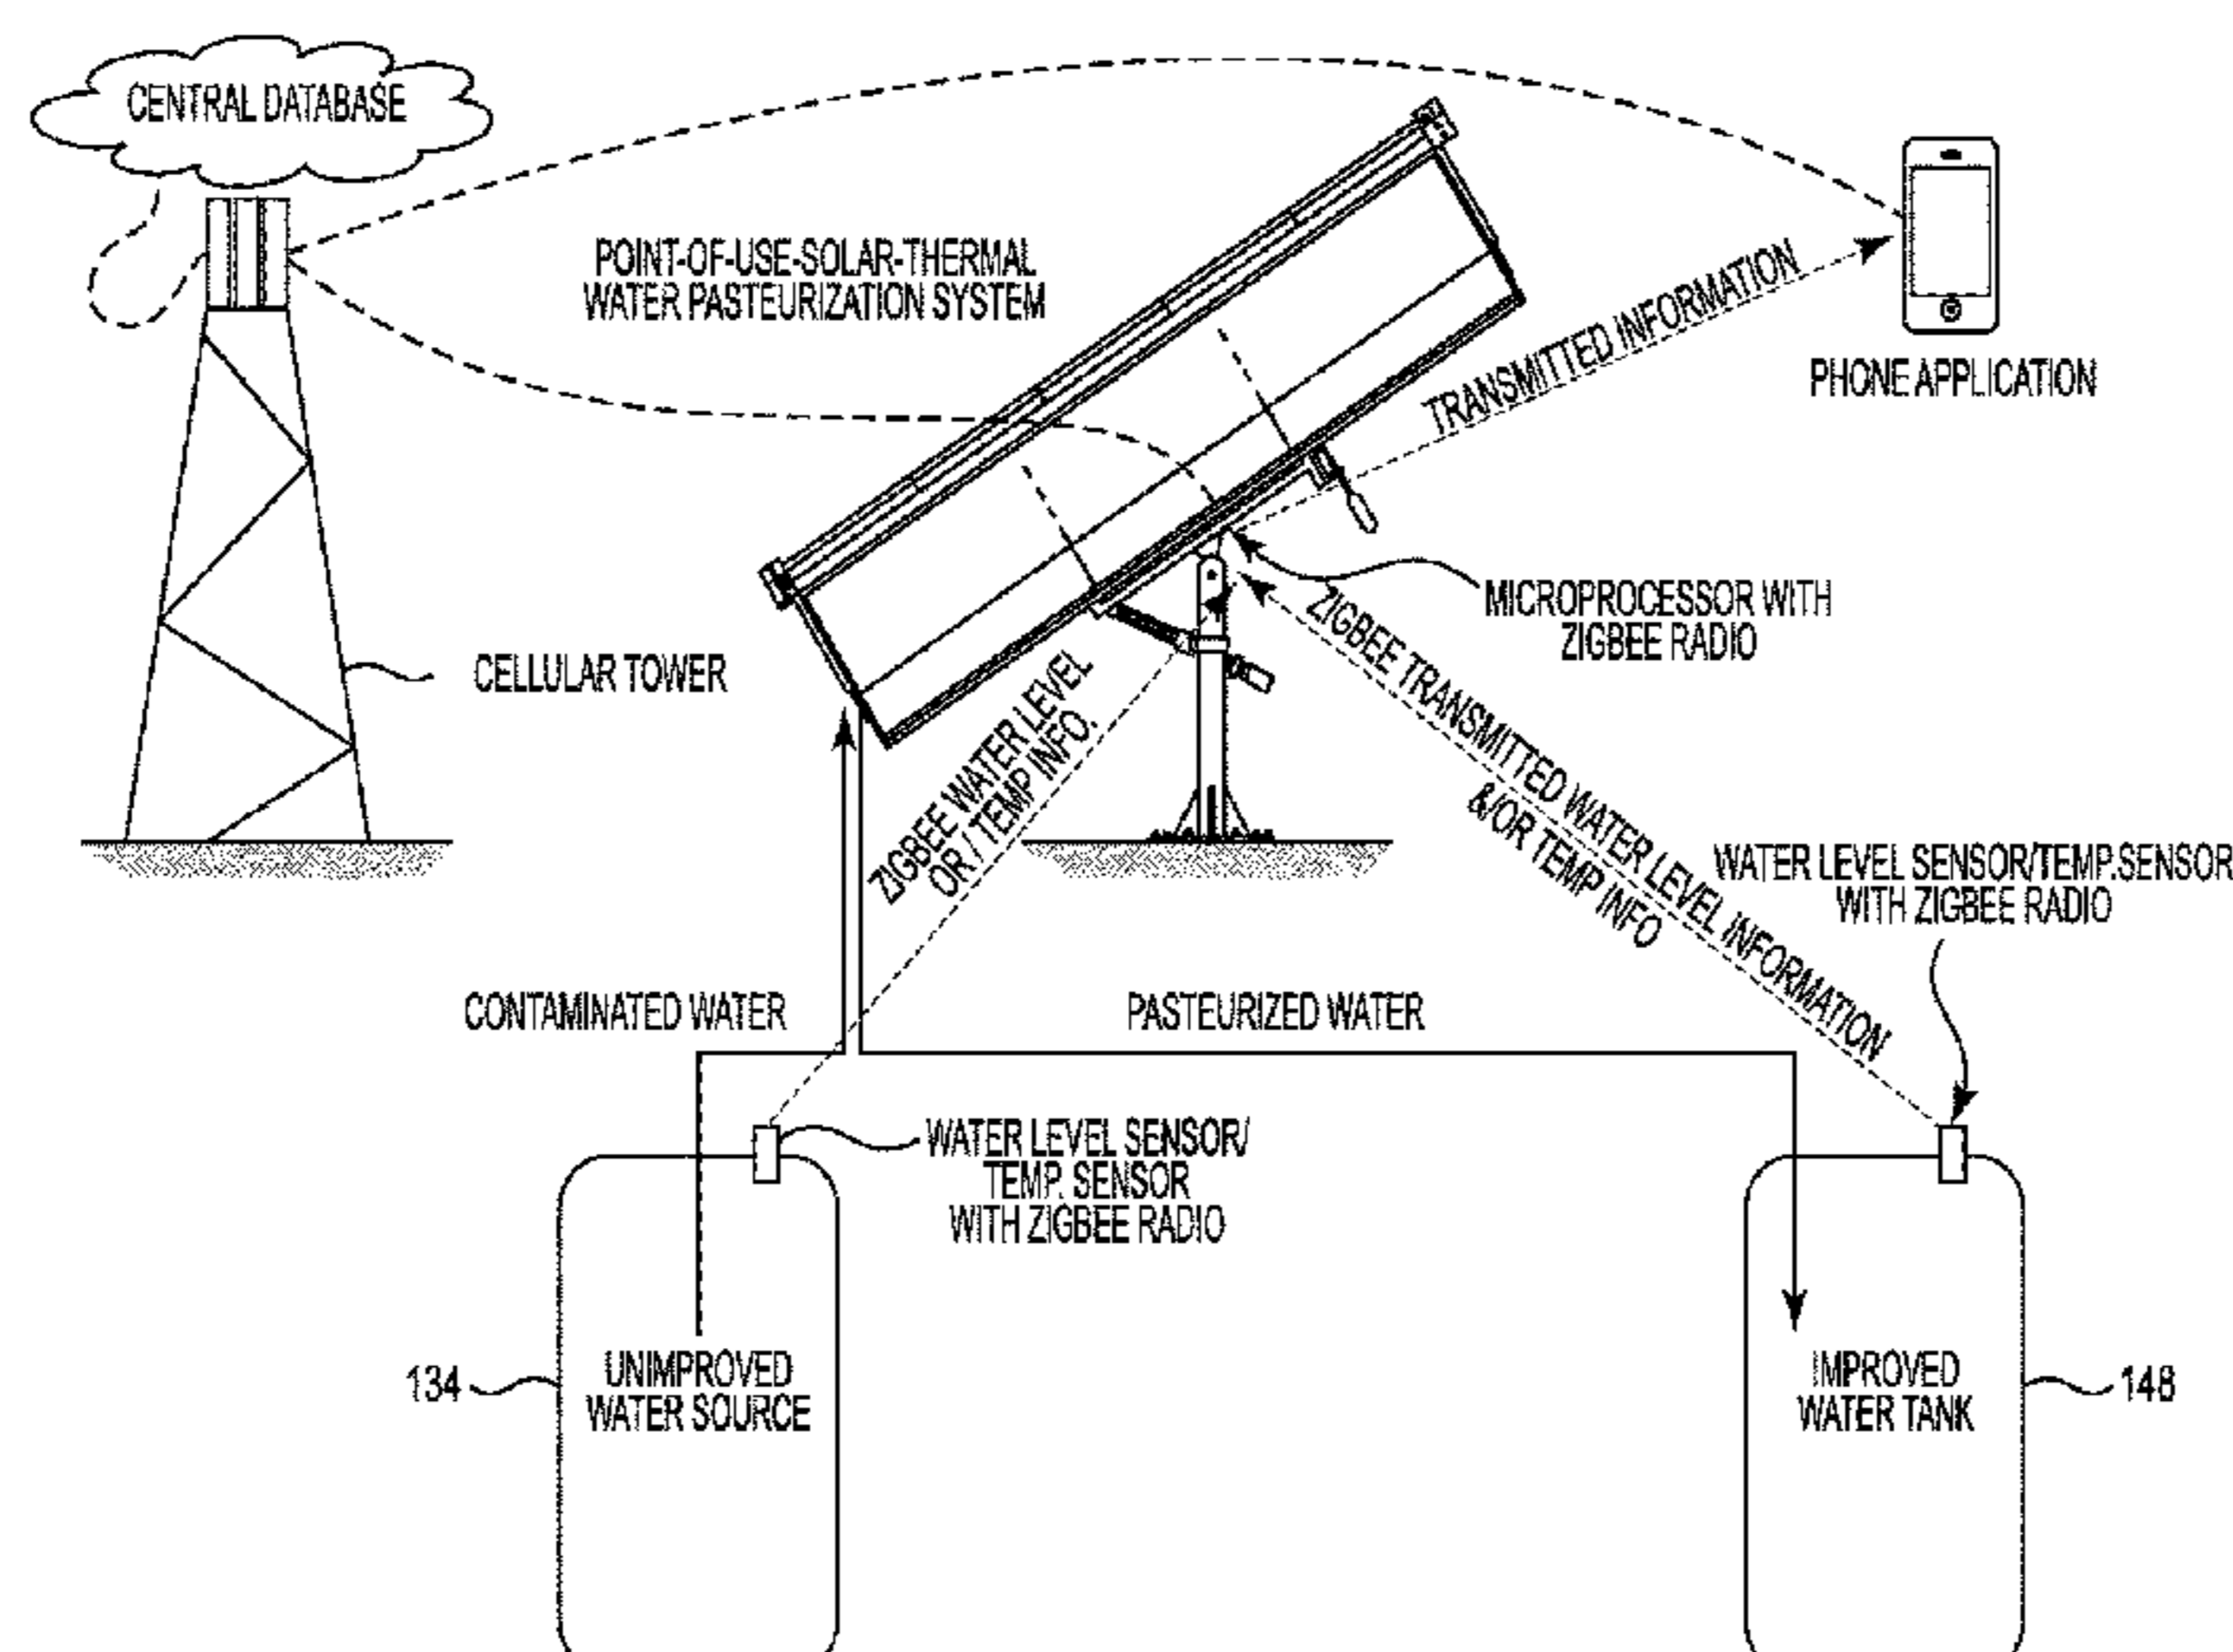 CENTRAL DATABASE
POINT-OF-USE-SOLAR-THERMAL
WATER PASTEURIZATION SYSTEM
TRANSMITTED INFORMATION
PHONE APPLICATION
MICROPROCESSOR WITH
ZIGBEE RADIO
CELLULAR TOWER
ZIGBEE WATER LEVEL
OR / TEMP INFO.
ZIGBEE TRANSMITTED WATER LEVEL INFORMATION
&/OR TEMP INFO
WATER LEVEL SENSOR/TEMP.SENSOR
WITH ZIGBEE RADIO
CONTAMINATED WATER
PASTEURIZED WATER
WATER LEVEL SENSOR/
TEMP. SENSOR
WITH ZIGBEE RADIO
134
UNIMPROVED
WATER SOURCE
IMPROVED
WATER TANK
148